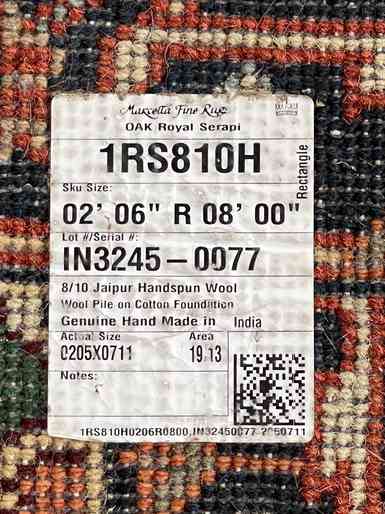 Marcella Fine Rugs
OAK Royal Serapi
1RS810H
Rectangle
Sku Size:
02' 06" R 08' 00"
Lot #/Serial #:
IN3245-0077
8/10 Jaipur Handspun Wool
Wool Pile on Cotton Foundation
Genuine Hand Made in India
Actual Size
Area
0205X0711
19.13
Notes:
1RS810H0206R0800,IN32450077